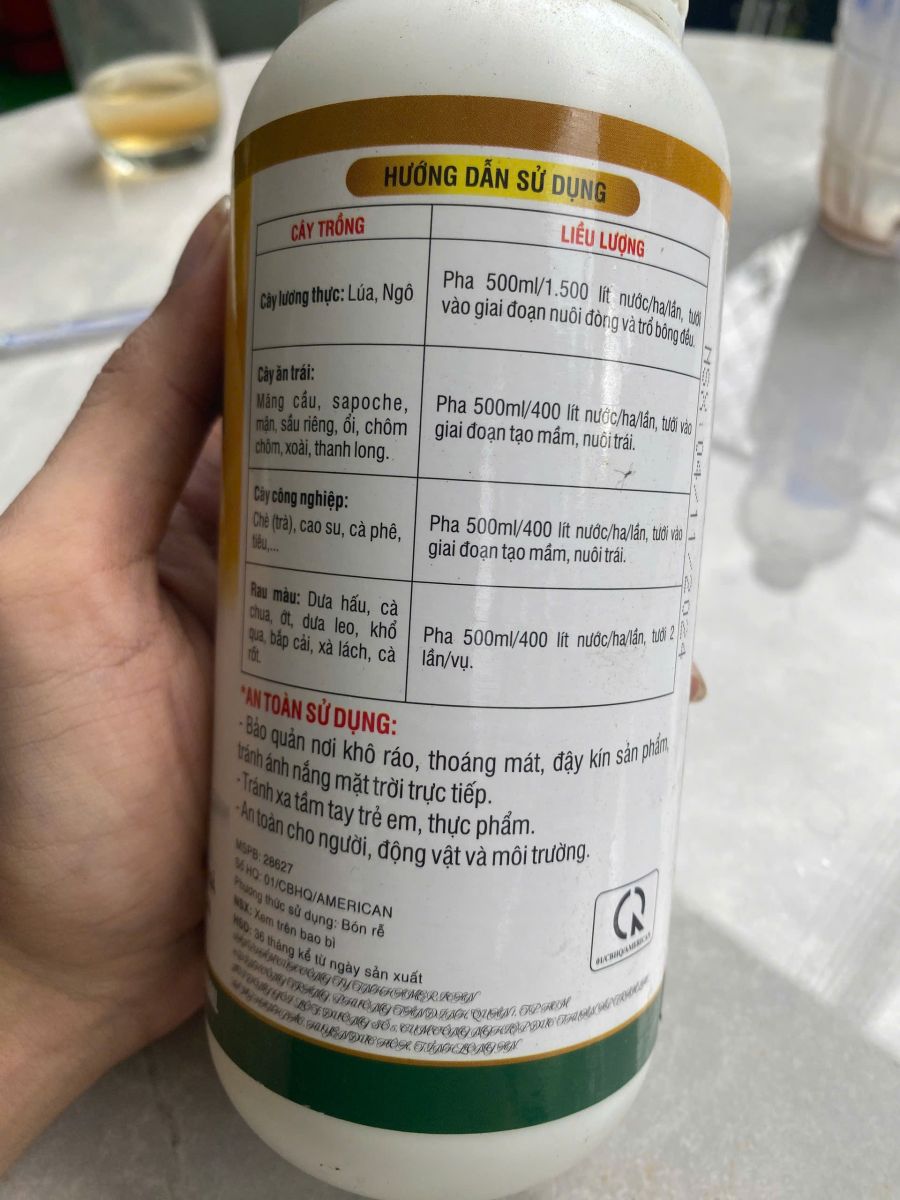 HƯỚNG DẪN SỬ DỤNG
CÂY TRỒNG
LIỀU LƯỢNG
Cây lương thực: Lúa, Ngô
Pha 500ml/1.500 lít nước/ha/lần, tưới
vào giai đoạn nuôi đòng và trổ bông đều.
Cây ăn trái:
Mãng cầu, sapoche,
mận, sầu riêng, ổi, chôm
chôm, xoài, thanh long.
Pha 500ml/400 lít nước/ha/lần, tưới vào
giai đoạn tạo mầm, nuôi trái.
Cây công nghiệp:
Chè (trà), cao su, cà phê,
tiêu,...
Pha 500ml/400 lít nước/ha/lần, tưới vào
giai đoạn tạo mầm, nuôi trái.
Rau màu: Dưa hấu, cà
chua, ớt, dưa leo, khổ
qua, bắp cải, xà lách, cà
rốt.
Pha 500ml/400 lít nước/ha/lần, tưới 2
lần/vụ.
NSX: 04/11/2024
*AN TOÀN SỬ DỤNG:
- Bảo quản nơi khô ráo, thoáng mát, đậy kín sản phẩm,
tránh ánh nắng mặt trời trực tiếp.
- Tránh xa tầm tay trẻ em, thực phẩm.
- An toàn cho người, động vật và môi trường.
MSPB: 28627
Số HQ: 01/CBHQ/AMERICAN
Phương thức sử dụng: Bón rễ
NSX: Xem trên bao bì
HSD: 36 tháng kể từ ngày sản xuất
01/CBHQ/AMERICAN